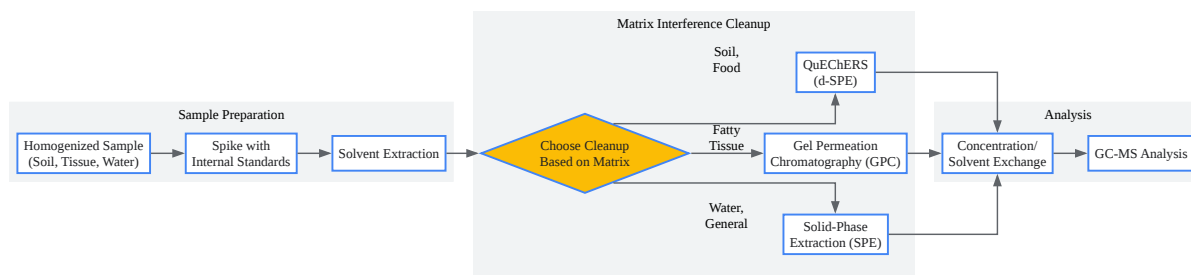 Matrix Interference Cleanup
Soil,
Food
QuEChERS
(d-SPE)
Sample Preparation
Homogenized Sample
(Soil, Tissue, Water)
Spike with
Internal Standards
Solvent Extraction
Choose Cleanup
Based on Matrix
Fatty
Tissue
Gel Permeation
Chromatography (GPC)
Water,
General
Solid-Phase
Extraction (SPE)
Analysis
Concentration/
Solvent Exchange
GC-MS Analysis